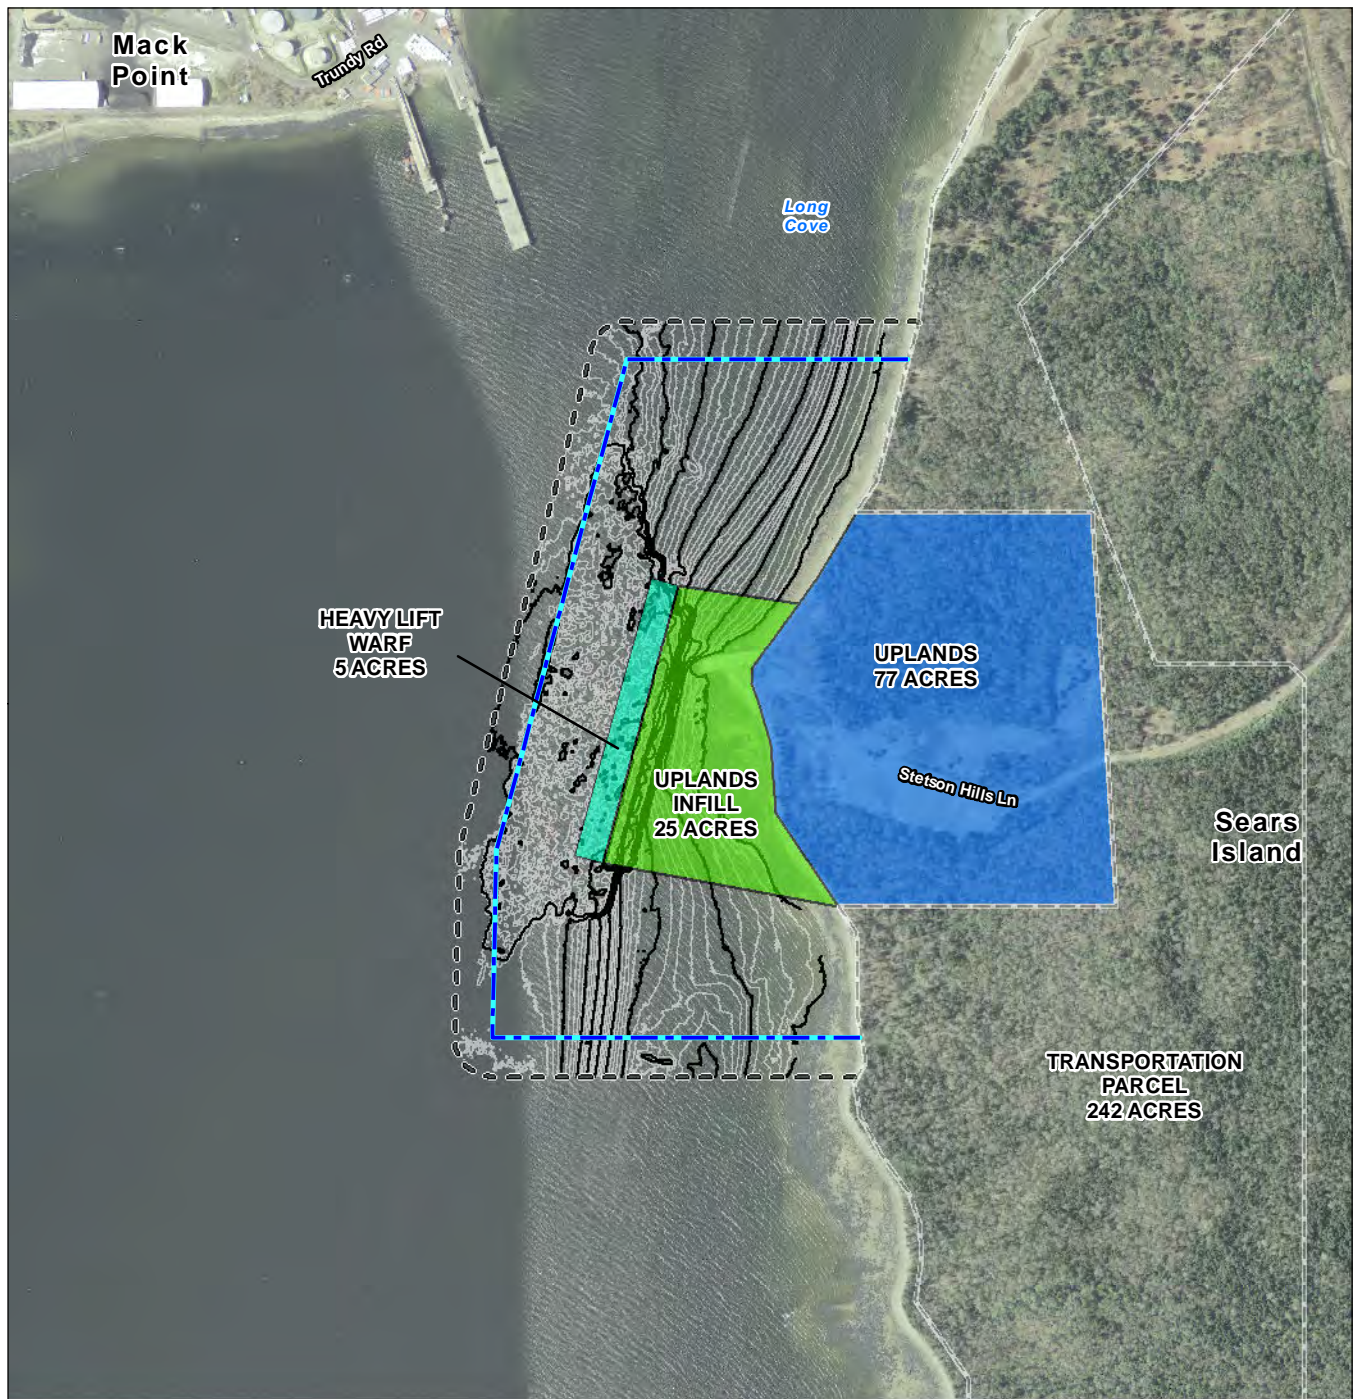 Mack
Point
Trundy Rd
Long
Cove
HEAVY LIFT
WARF
5 ACRES
UPLANDS
77 ACRES
UPLANDS
INFILL
25 ACRES
Stetson Hills Ln
Sears
Island
TRANSPORTATION
PARCEL
242 ACRES